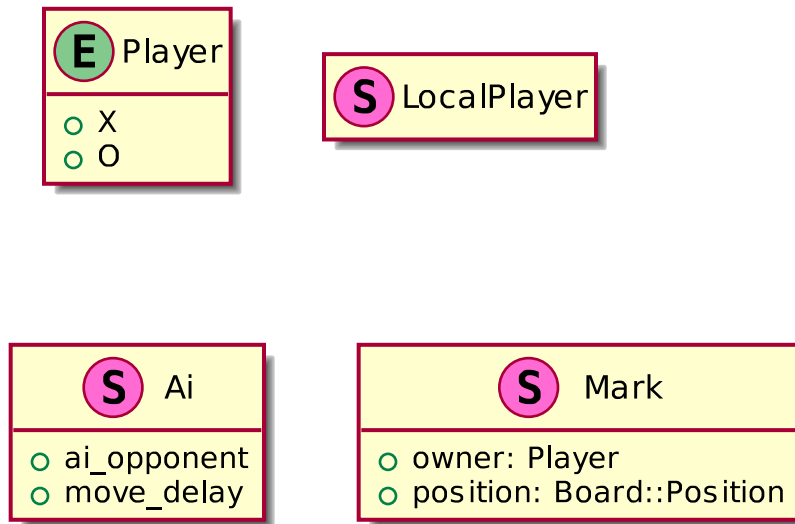 E Player
X
O
S LocalPlayer
S Ai
ai_opponent
move_delay
S Mark
owner: Player
position: Board::Position